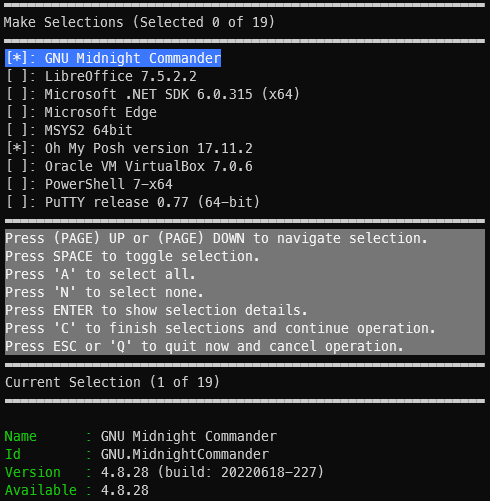 Make Selections (Selected 0 of 19)
[*]: GNU Midnight Commander
[ ]: LibreOffice 7.5.2.2
[ ]: Microsoft .NET SDK 6.0.315 (x64)
[ ]: Microsoft Edge
[ ]: MSYS2 64bit
[*]: Oh My Posh version 17.11.2
[ ]: Oracle VM VirtualBox 7.0.6
[ ]: PowerShell 7-x64
[ ]: PuTTY release 0.77 (64-bit)
Press (PAGE) UP or (PAGE) DOWN to navigate selection.
Press SPACE to toggle selection.
Press 'A' to select all.
Press 'N' to select none.
Press ENTER to show selection details.
Press 'C' to finish selections and continue operation.
Press ESC or 'Q' to quit now and cancel operation.
Current Selection (1 of 19)
Name      : GNU Midnight Commander
Id        : GNU.MidnightCommander
Version   : 4.8.28 (build: 20220618-227)
Available : 4.8.28